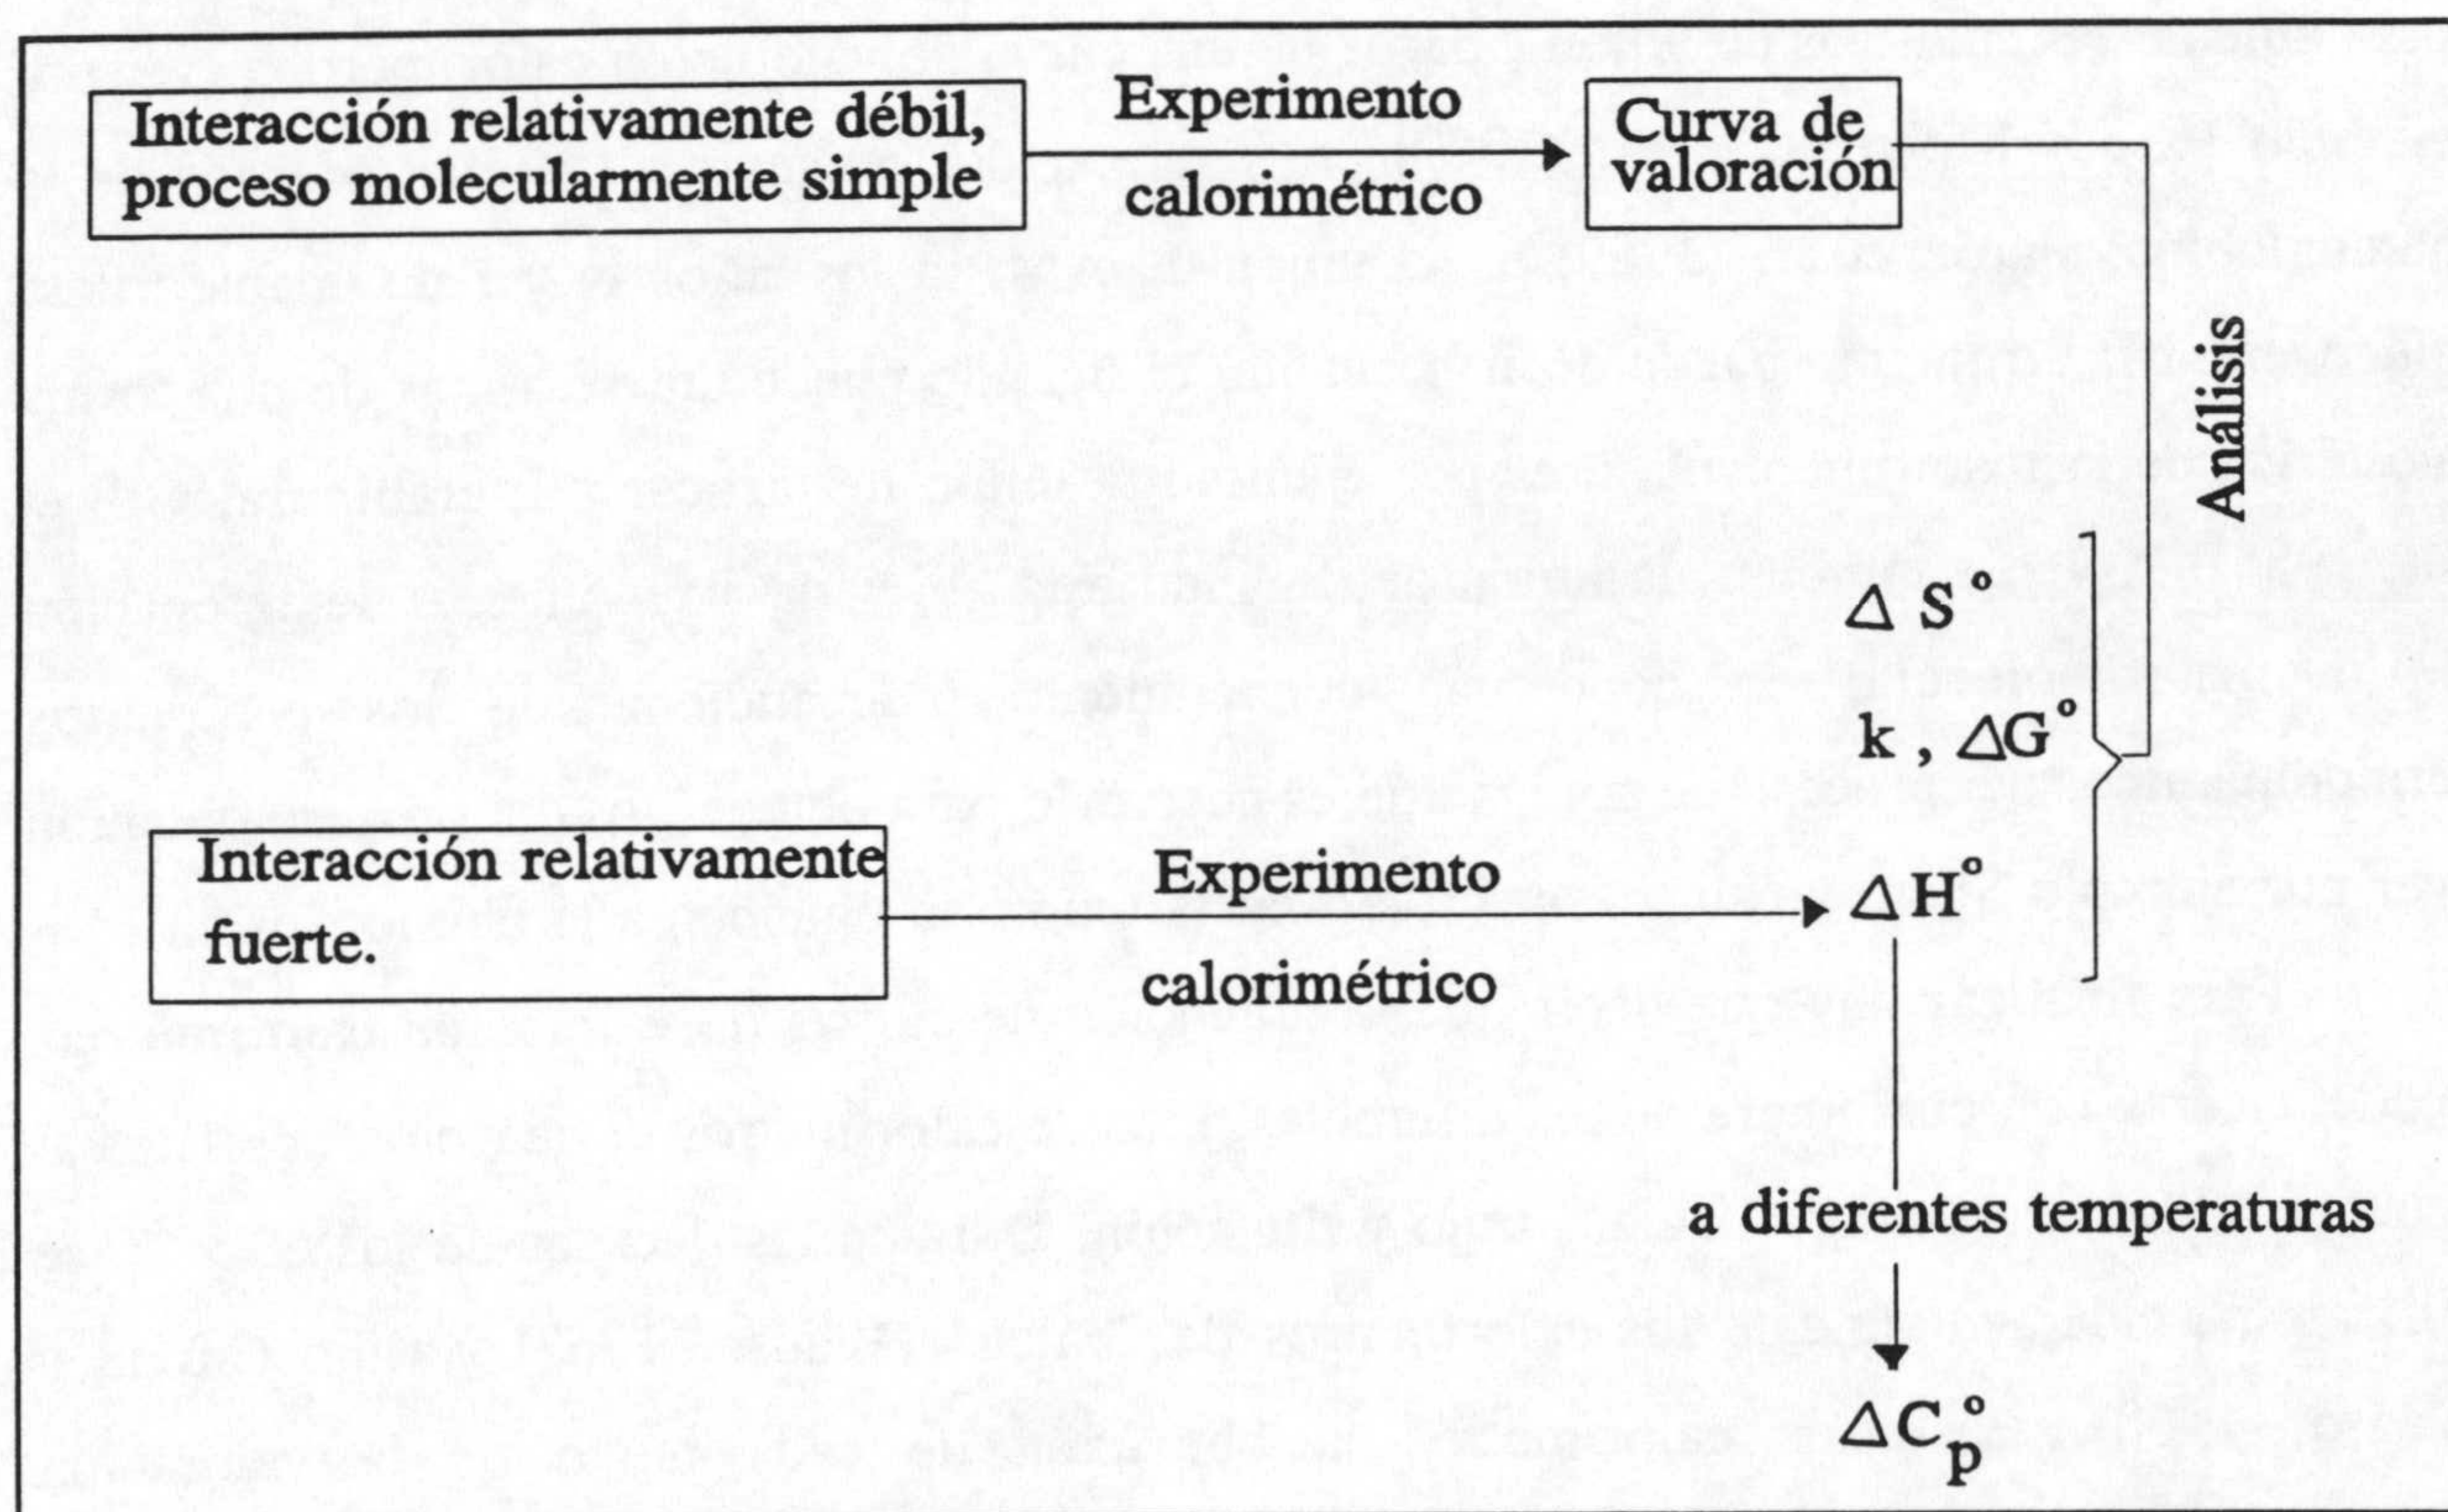 Interacción relativamente débil,
proceso molecularmente simple
Experimento
calorimétrico
Curva de
valoración
Análisis
△ S°
k , △G°
Interacción relativamente
fuerte.
Experimento
calorimétrico
△ H°
a diferentes temperaturas
△C°p